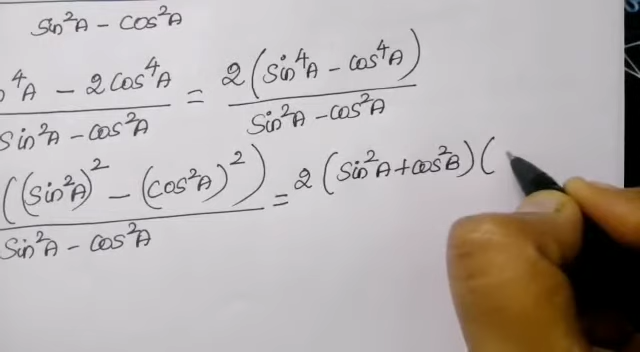 Sin²A - Cos²A
⁴A - 2Cos⁴A / Sin²A - cos²A = 2(Sin⁴A - cos⁴A) / Sin²A - cos²A
((Sin²A)² - (cos²A)²) / Sin²A - cos²A = 2(Sin²A + cos²B)(